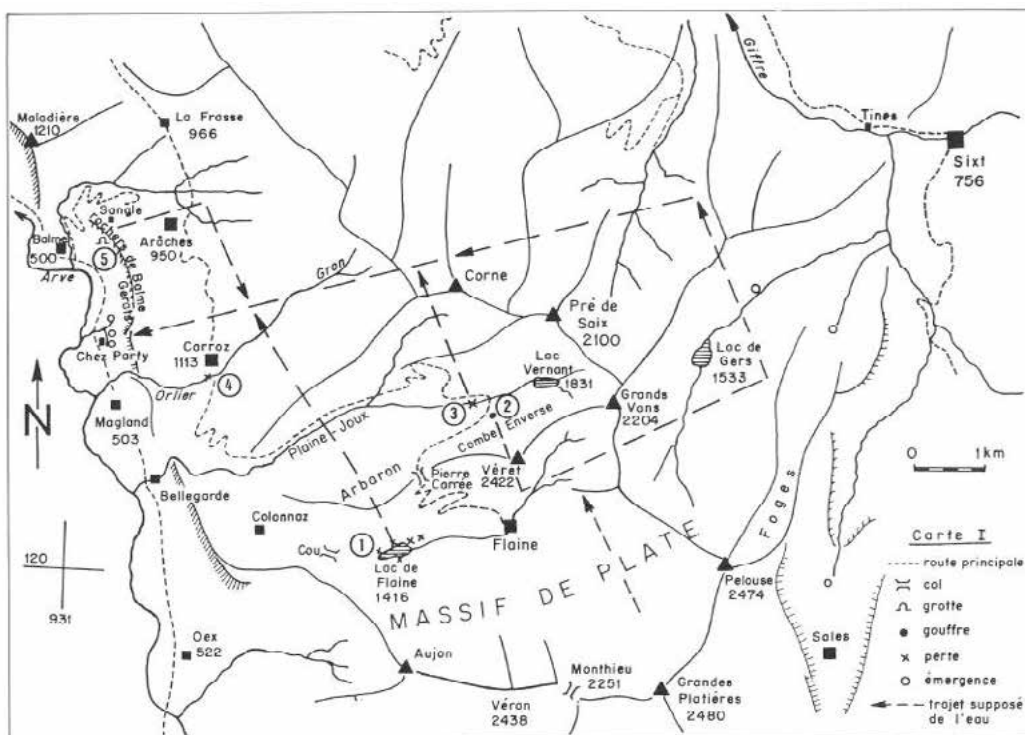 Giffre
Maladière
1210
La Frasse
966
Tines
Sixt
756
Sangle
Balme
500
Arve
Rochers de Balme
Gérats
5
Arâches
950
Gron
Corne
Pré de
Saix
2100
Chez Party
Carroz
1113
4
Orlier
Lac
Vernant
1831
Lac de
Gers
1533
N
Magland
503
3
2
Plaine-Joux
Combe Enverse
Grands
Vans
2204
0 1km
Arbaron
Pierre
Carrée
Véret
2422
Bellegarde
Colonnaz
Flaine
Foges
1
Cou
Lac de
Flaine
1416
Carte I
120
931
MASSIF DE PLATE
Pelouse
2474
route principale
col
grotte
gouffre
perte
émergence
trajet supposé
de l'eau
Oex
522
Sales
Aujon
Monthieu
2251
Véran
2438
Grandes
Platières
2480